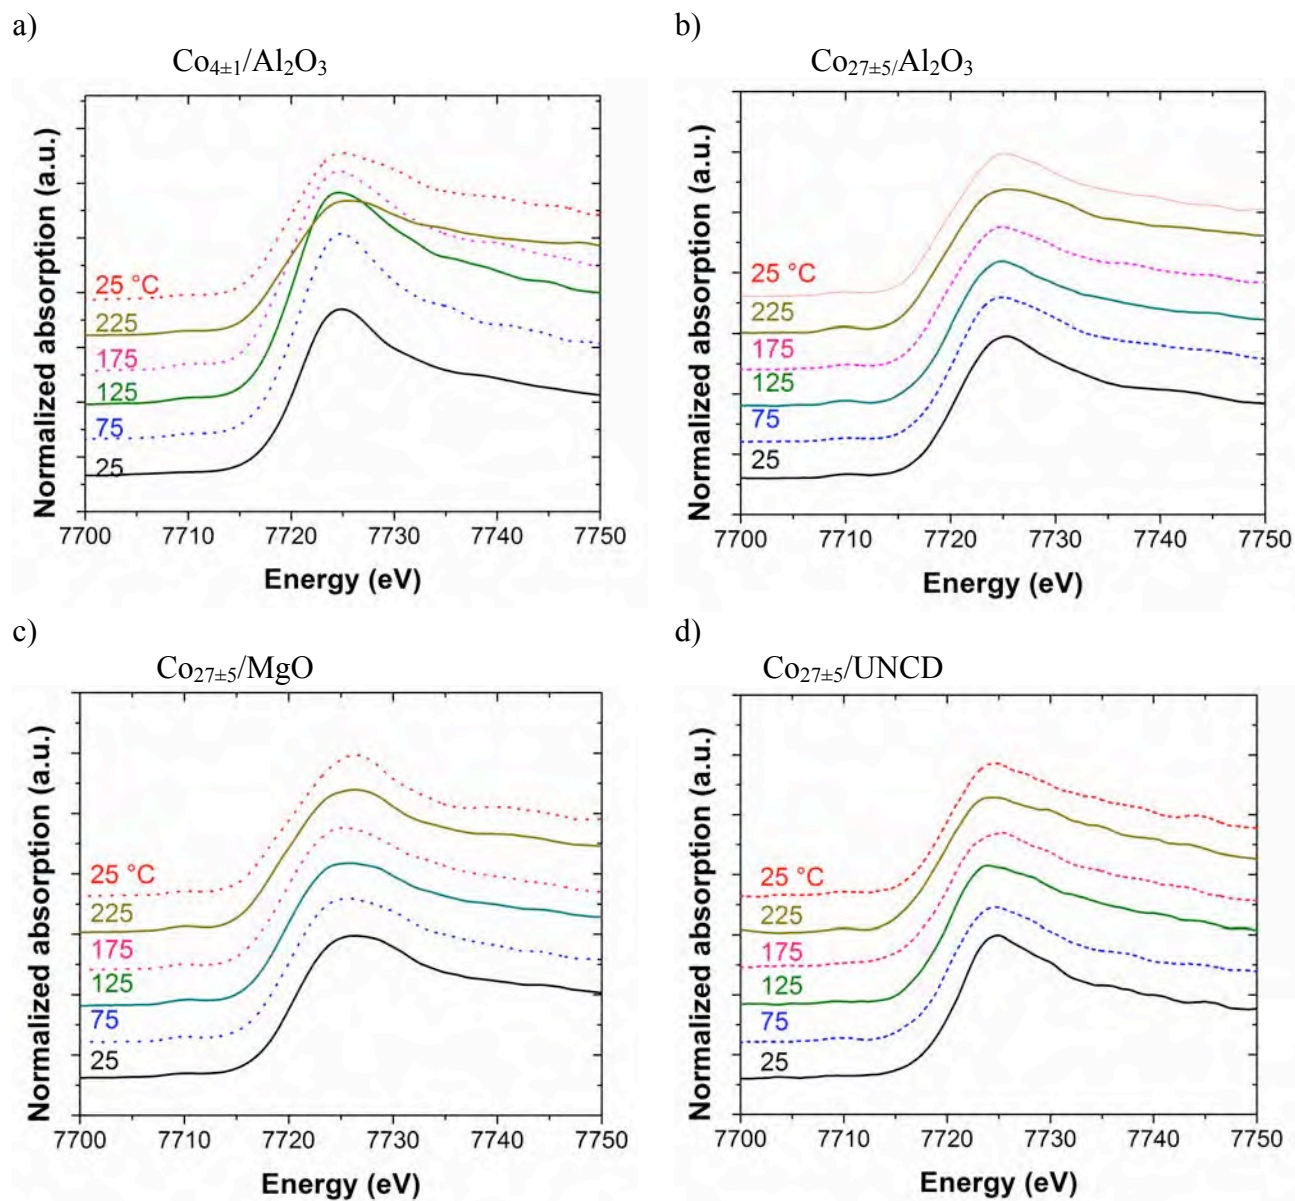 a)
Co4±1/Al2O3
Normalized absorption (a.u.)
25 °C
225
175
125
75
25
7700 7710 7720 7730 7740 7750
Energy (eV)
b)
Co27±5/Al2O3
Normalized absorption (a.u.)
25 °C
225
175
125
75
25
7700 7710 7720 7730 7740 7750
Energy (eV)
c)
Co27±5/MgO
Normalized absorption (a.u.)
25 °C
225
175
125
75
25
7700 7710 7720 7730 7740 7750
Energy (eV)
d)
Co27±5/UNCD
Normalized absorption (a.u.)
25 °C
225
175
125
75
25
7700 7710 7720 7730 7740 7750
Energy (eV)